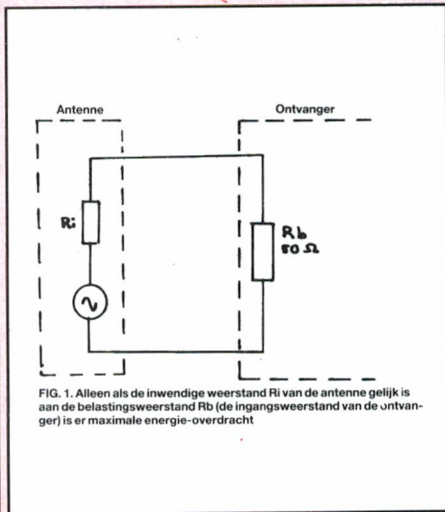 Antenne
Ontvanger
Ri
Rb
50 Ω
FIG. 1. Alleen als de inwendige weerstand Ri van de antenne gelijk is
aan de belastingsweerstand Rb (de ingangsweerstand van de ontvan-
ger) is er maximale energie-overdracht